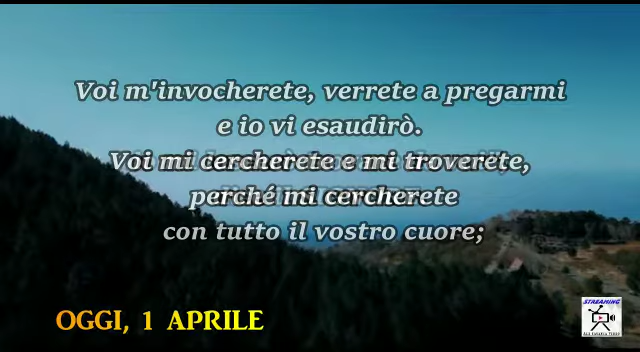 Voi m'invocherete, verrete a pregarmi
e io vi esaudirò.
Voi mi cercherete e mi troverete,
perché mi cercherete
con tutto il vostro cuore;
OGGI, 1 APRILE
STREAMING